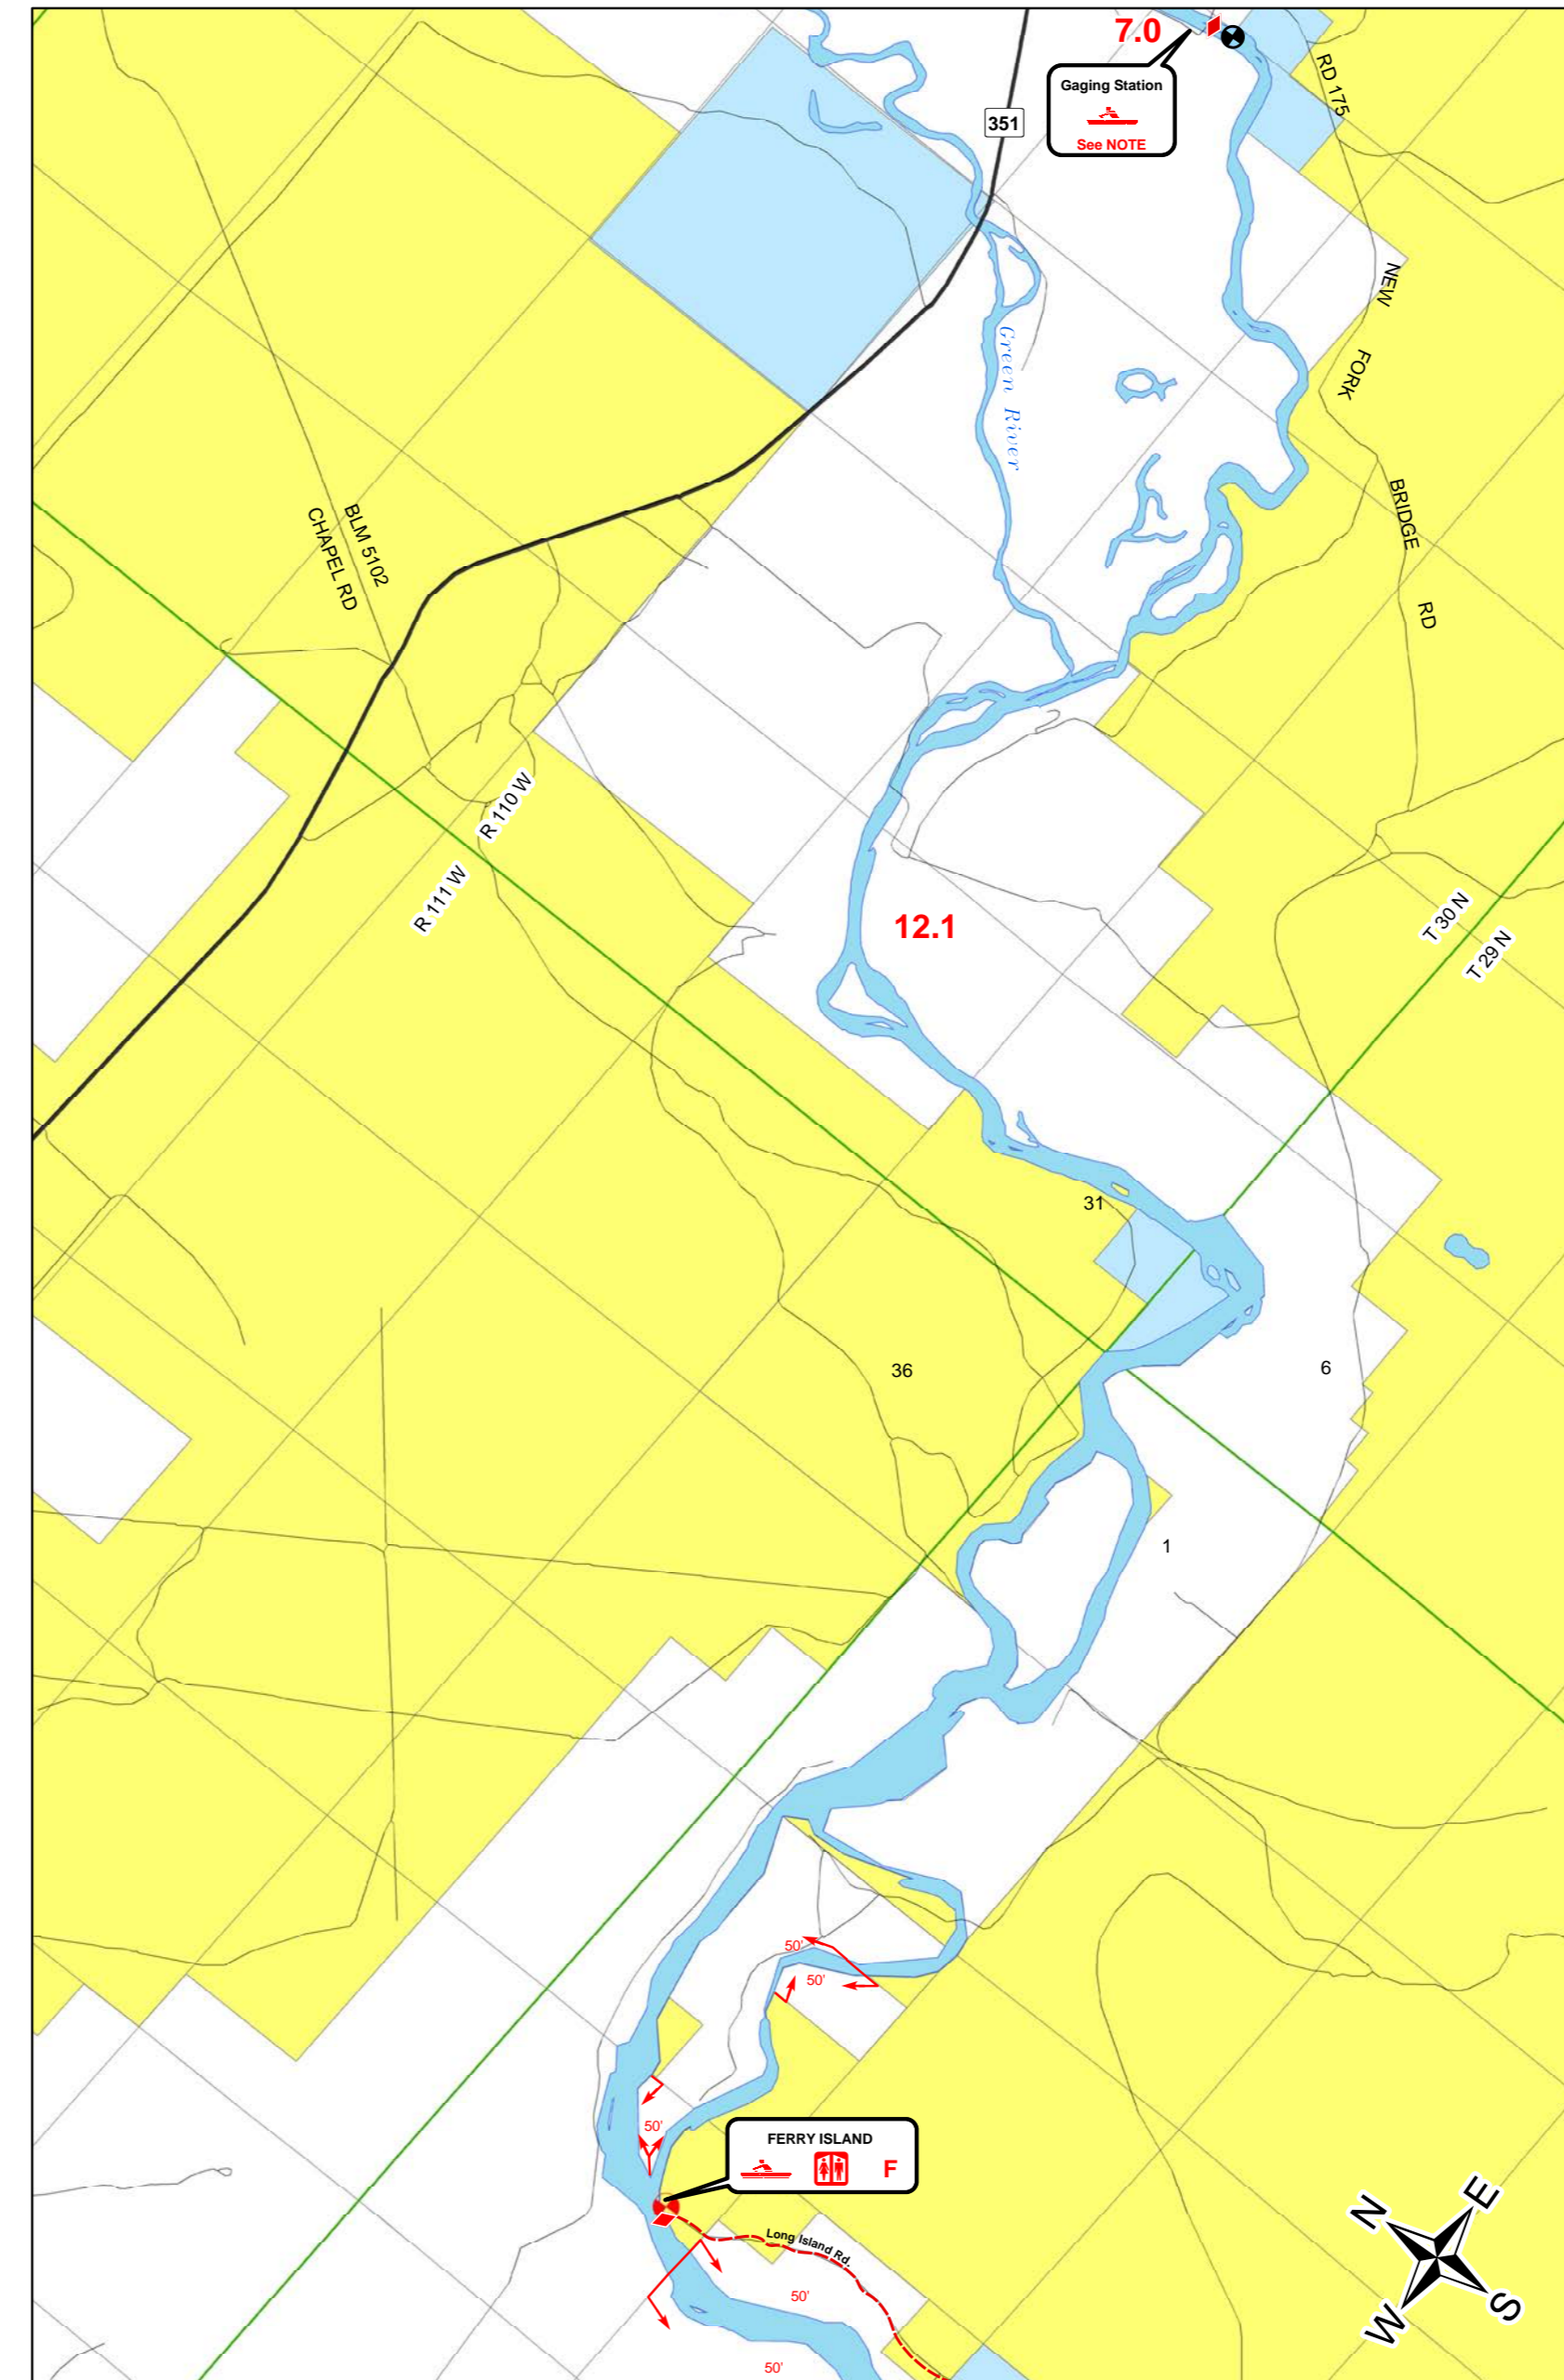 7.0
Gaging Station
See NOTE
351
RD 175
NEW
FORK
BRIDGE
RD
Green River
BLM 5102
CHAPEL RD
R 110 W
R 111 W
12.1
T 30 N
T 29 N
31
36
6
1
50'
50'
50'
FERRY ISLAND
F
Long Island Rd.
50'
50'
N
E
W
S